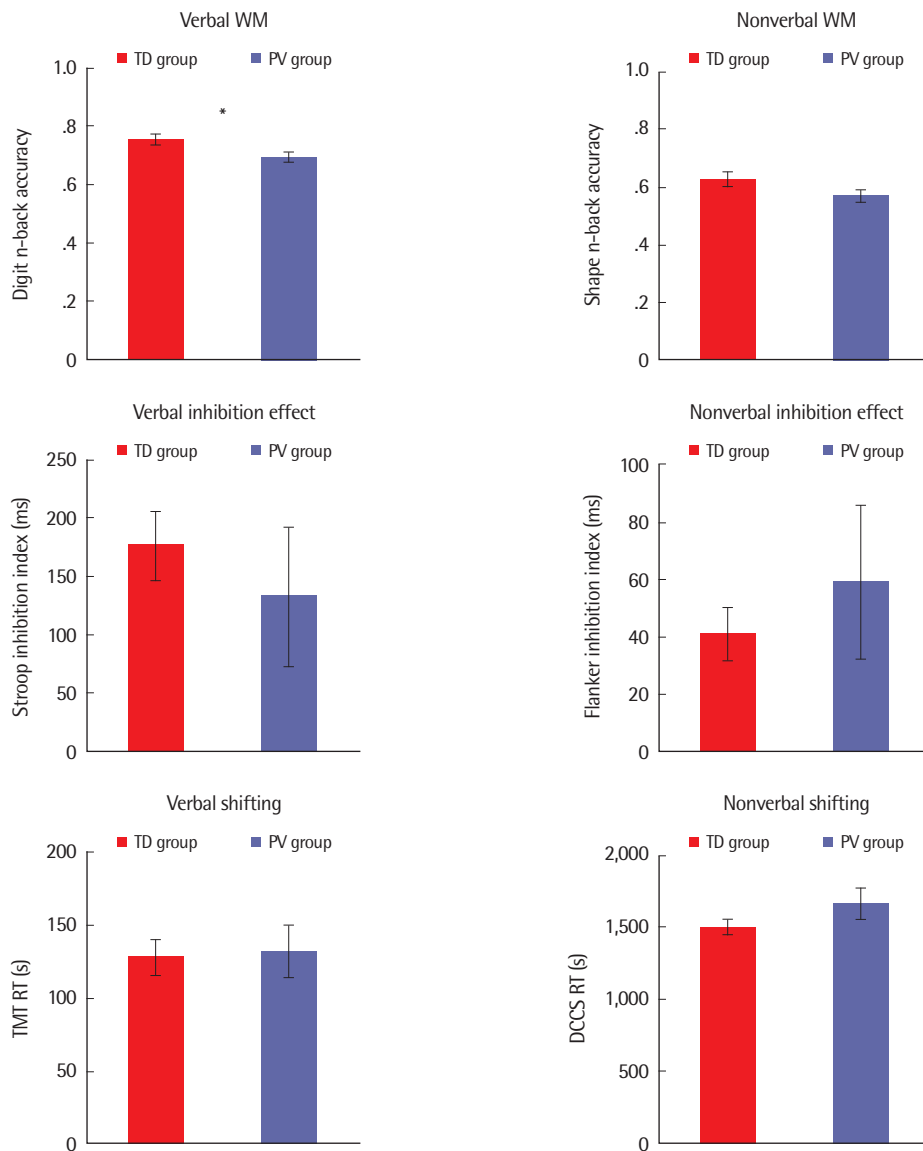 Verbal WM
TD group PV group
1.0
.8
.6
.4
.2
0
Digit n-back accuracy
*
Nonverbal WM
TD group PV group
1.0
.8
.6
.4
.2
0
Shape n-back accuracy
Verbal inhibition effect
TD group PV group
250
200
150
100
50
0
Stroop inhibition index (ms)
Nonverbal inhibition effect
TD group PV group
100
80
60
40
20
0
Flanker inhibition index (ms)
Verbal shifting
TD group PV group
200
150
100
50
0
TMT RT (s)
Nonverbal shifting
TD group PV group
2,000
1,500
1,000
500
0
DCCS RT (s)